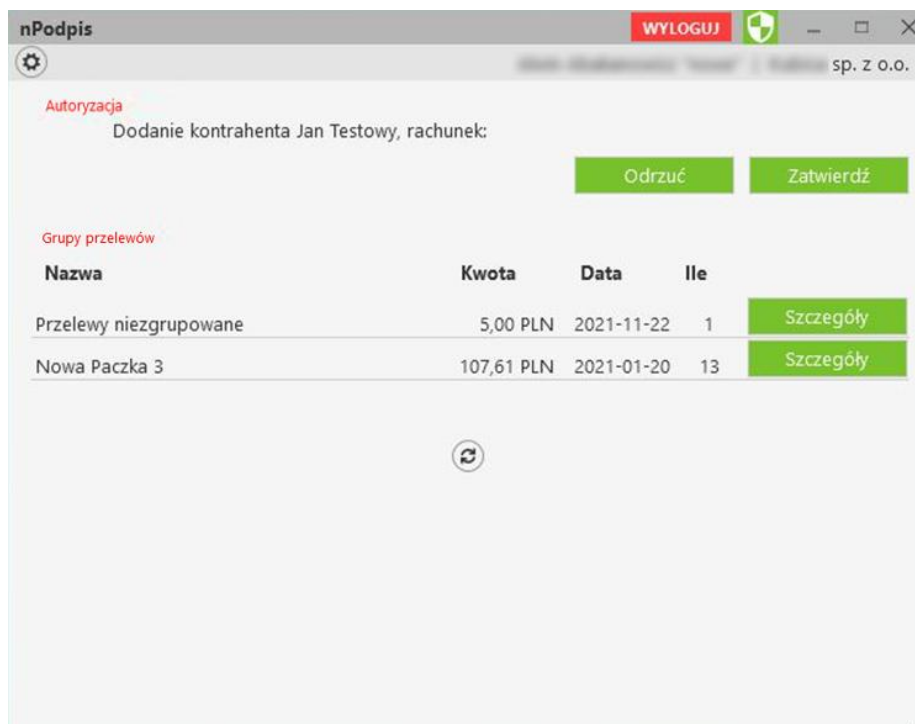 nPodpis WYLOGUJ
sp. z o.o.
Autoryzacja
Dodanie kontrahenta Jan Testowy, rachunek:
Odrzuć Zatwierdź
Grupy przelewów
Nazwa Kwota Data Ile
Przelewy niezgrupowane 5,00 PLN 2021-11-22 1 Szczegóły
Nowa Paczka 3 107,61 PLN 2021-01-20 13 Szczegóły